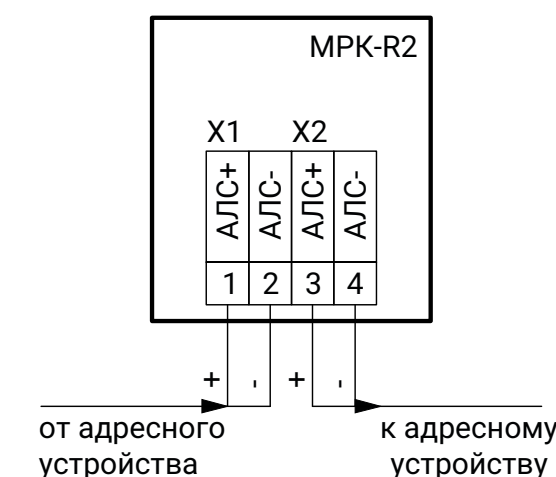 МРК-R2
X1 X2
АЛС+ АЛС- АЛС+ АЛС-
1 2 3 4
+ - + -
от адресного к адресному
устройства устройству